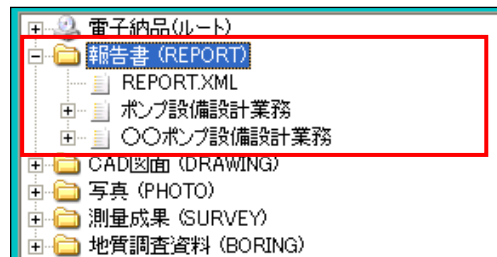 電子納品(ルート)
報告書 (REPORT)
REPORT.XML
ポンプ設備設計業務
〇〇ポンプ設備設計業務
CAD図面 (DRAWING)
写真 (PHOTO)
測量成果 (SURVEY)
地質調査資料 (BORING)